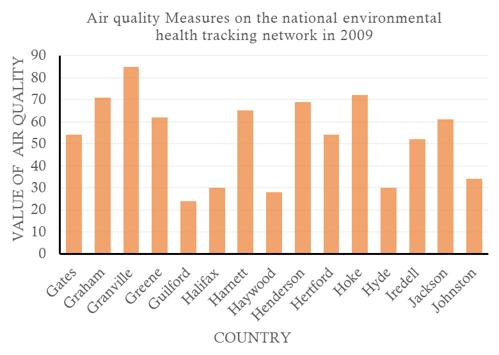 Air quality Measures on the national environmental
health tracking network in 2009
VALUE OF AIR QUALITY
90
80
70
60
50
40
30
20
10
0
Gates
Graham
Granville
Greene
Guilford
Halifax
Harnett
Haywood
Henderson
Hertford
Hoke
Hyde
Iredell
Jackson
Johnston
COUNTRY